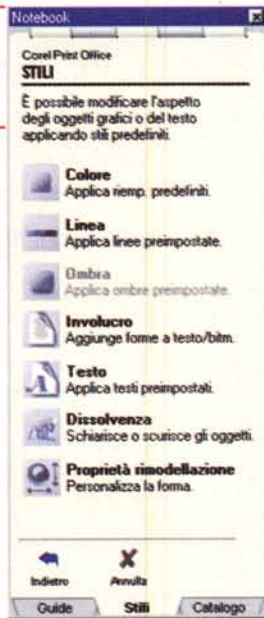 Notebook
Corel Print Office
STILI
È possibile modificare l'aspetto
degli oggetti grafici o del testo
applicando stili predefiniti.
Colore
Applica riemp. predefiniti.
Linea
Applica linee preimpostate.
Ombra
Applica ombre preimpostate.
Involucro
Aggiunge forme a testo/bitm.
Testo
Applica testi preimpostati.
Dissolvenza
Schiarisce o scurisce gli oggetti.
Proprietà rimodellazione
Personalizza la forma.
Indietro Annulla
Guide Stili Catalogo